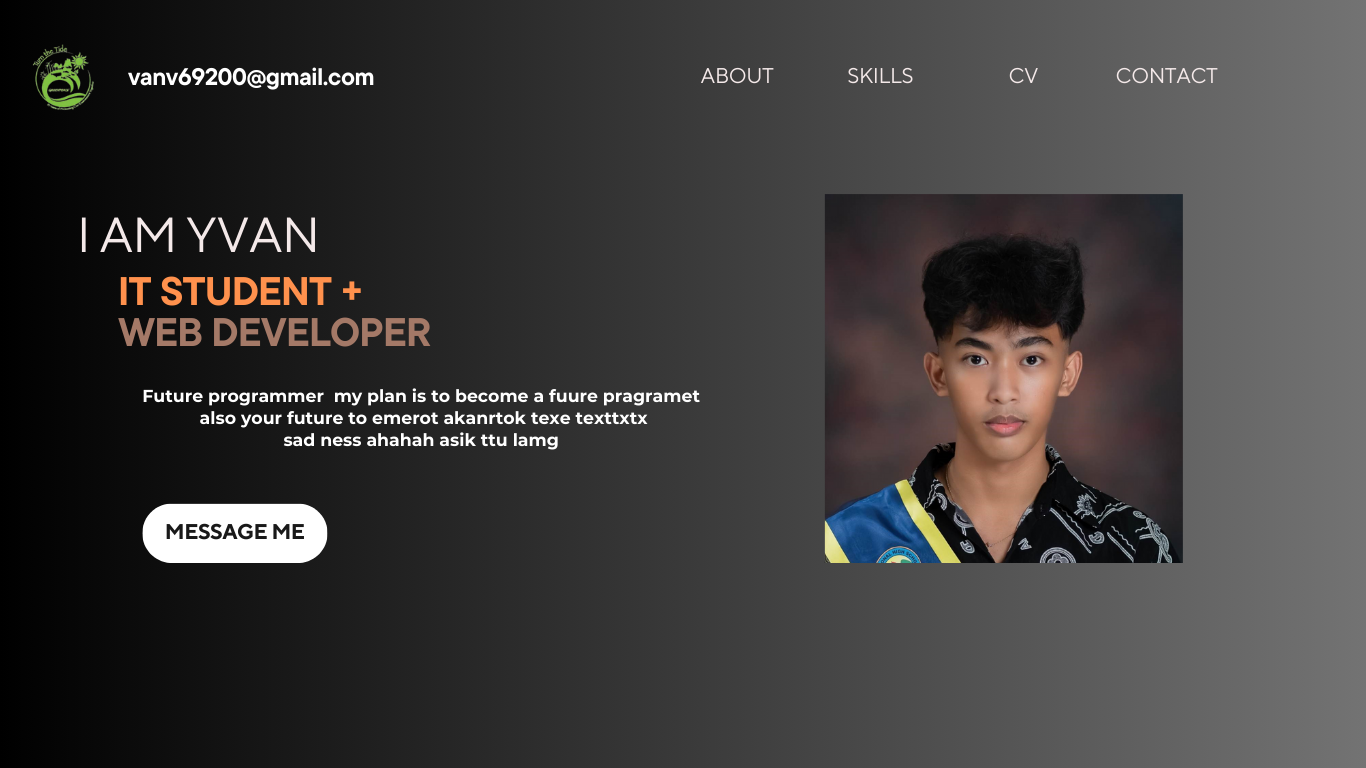 Turn the Tide
vanv69200@gmail.com
ABOUT
SKILLS
CV
CONTACT
I AM YVAN
IT STUDENT +
WEB DEVELOPER
Future programmer  my plan is to become a fuure pragramet
also your future to emerot akanrtok texe texttxtx
sad ness ahahah asik ttu lamg
MESSAGE ME